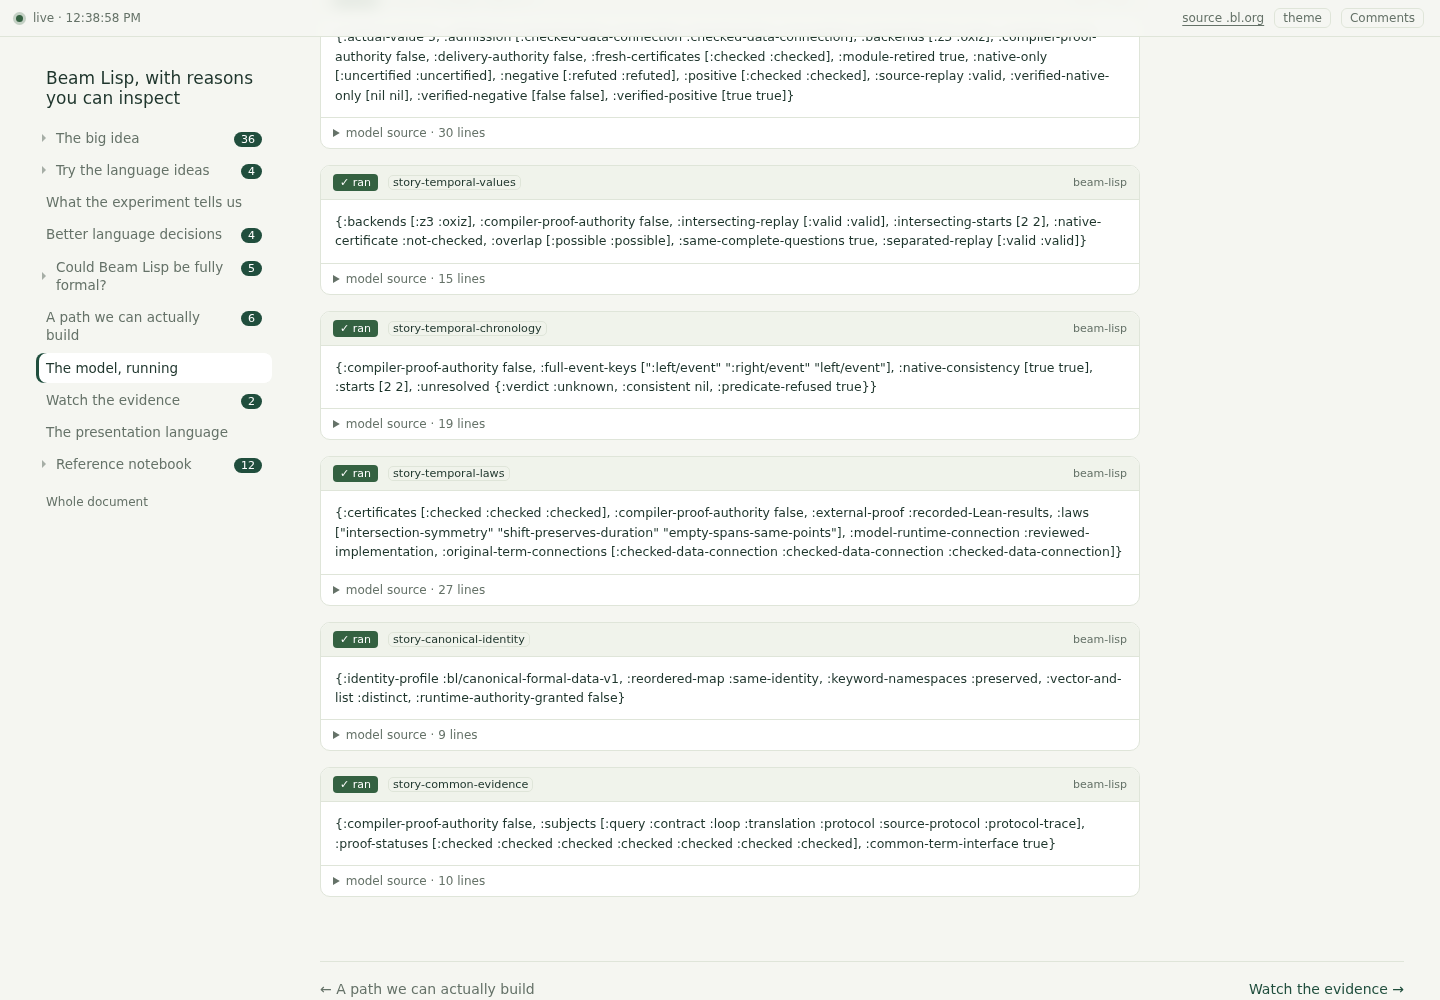 live · 12:38:58 PM
source .bl.org
theme
Comments
Beam Lisp, with reasons
you can inspect
The big idea
36
Try the language ideas
4
What the experiment tells us
Better language decisions
4
Could Beam Lisp be fully
formal?
5
A path we can actually
build
6
The model, running
Watch the evidence
2
The presentation language
Reference notebook
12
Whole document
authority false, :delivery-authority false, :fresh-certificates [:checked :checked], :module-retired true, :native-only
[:uncertified :uncertified], :negative [:refuted :refuted], :positive [:checked :checked], :source-replay :valid, :verified-native-
only [nil nil], :verified-negative [false false], :verified-positive [true true]}
▶ model source · 30 lines
✓ ran
story-temporal-values
beam-lisp
{:backends [:z3 :oxiz], :compiler-proof-authority false, :intersecting-replay [:valid :valid], :intersecting-starts [2 2], :native-
certificate :not-checked, :overlap [:possible :possible], :same-complete-questions true, :separated-replay [:valid :valid]}
▶ model source · 15 lines
✓ ran
story-temporal-chronology
beam-lisp
{:compiler-proof-authority false, :full-event-keys [":left/event" ":right/event" "left/event"], :native-consistency [true true],
:starts [2 2], :unresolved {:verdict :unknown, :consistent nil, :predicate-refused true}}
▶ model source · 19 lines
✓ ran
story-temporal-laws
beam-lisp
{:certificates [:checked :checked :checked], :compiler-proof-authority false, :external-proof :recorded-Lean-results, :laws
["intersection-symmetry" "shift-preserves-duration" "empty-spans-same-points"], :model-runtime-connection :reviewed-
implementation, :original-term-connections [:checked-data-connection :checked-data-connection :checked-data-connection]}
▶ model source · 27 lines
✓ ran
story-canonical-identity
beam-lisp
{:identity-profile :bl/canonical-formal-data-v1, :reordered-map :same-identity, :keyword-namespaces :preserved, :vector-and-
list :distinct, :runtime-authority-granted false}
▶ model source · 9 lines
✓ ran
story-common-evidence
beam-lisp
{:compiler-proof-authority false, :subjects [:query :contract :loop :translation :protocol :source-protocol :protocol-trace],
:proof-statuses [:checked :checked :checked :checked :checked :checked :checked], :common-term-interface true}
▶ model source · 10 lines
← A path we can actually build
Watch the evidence →